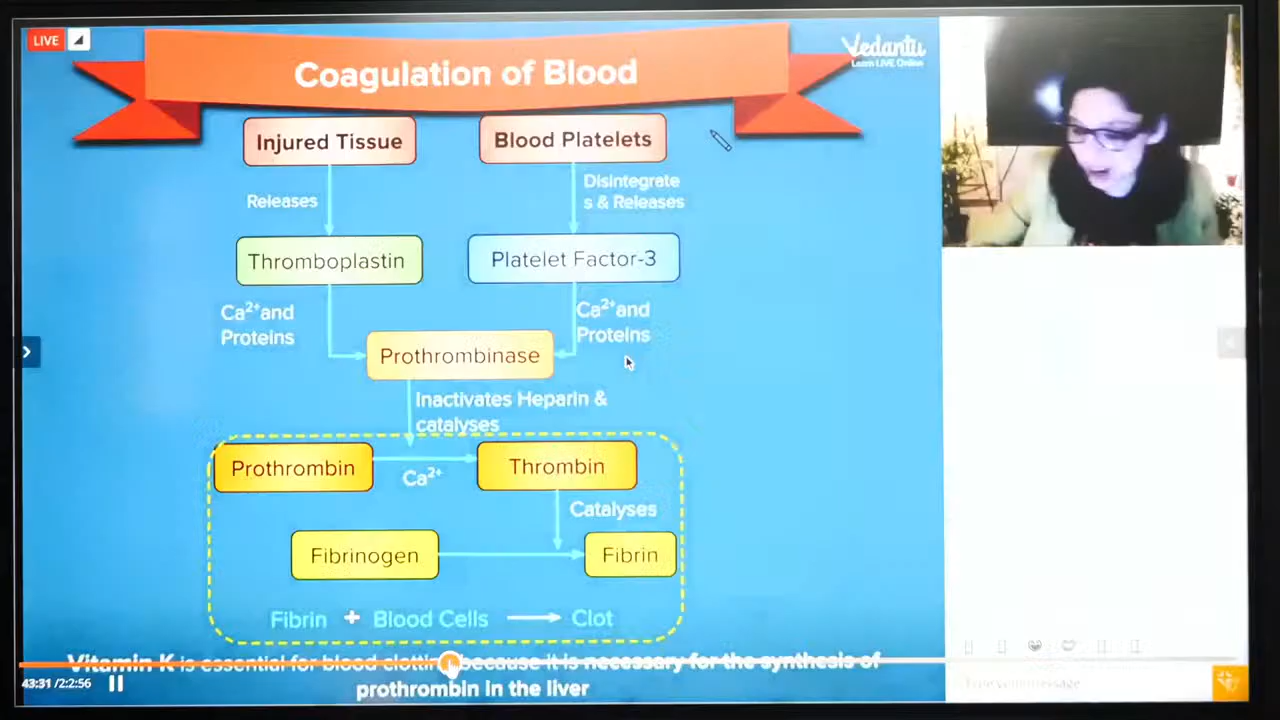 LIVE
Vedantu
Learn LIVE Online
Coagulation of Blood
Injured Tissue
Blood Platelets
Releases
Disintegrate
s & Releases
Thromboplastin
Platelet Factor-3
Ca²⁺and
Proteins
Ca²⁺and
Proteins
Prothrombinase
Inactivates Heparin &
catalyses
Prothrombin
Ca²⁺
Thrombin
Catalyses
Fibrinogen
Fibrin
Fibrin + Blood Cells → Clot
Vitamin K is essential for blood clotting because it is necessary for the synthesis of
prothrombin in the liver
43:31 /2:2:56